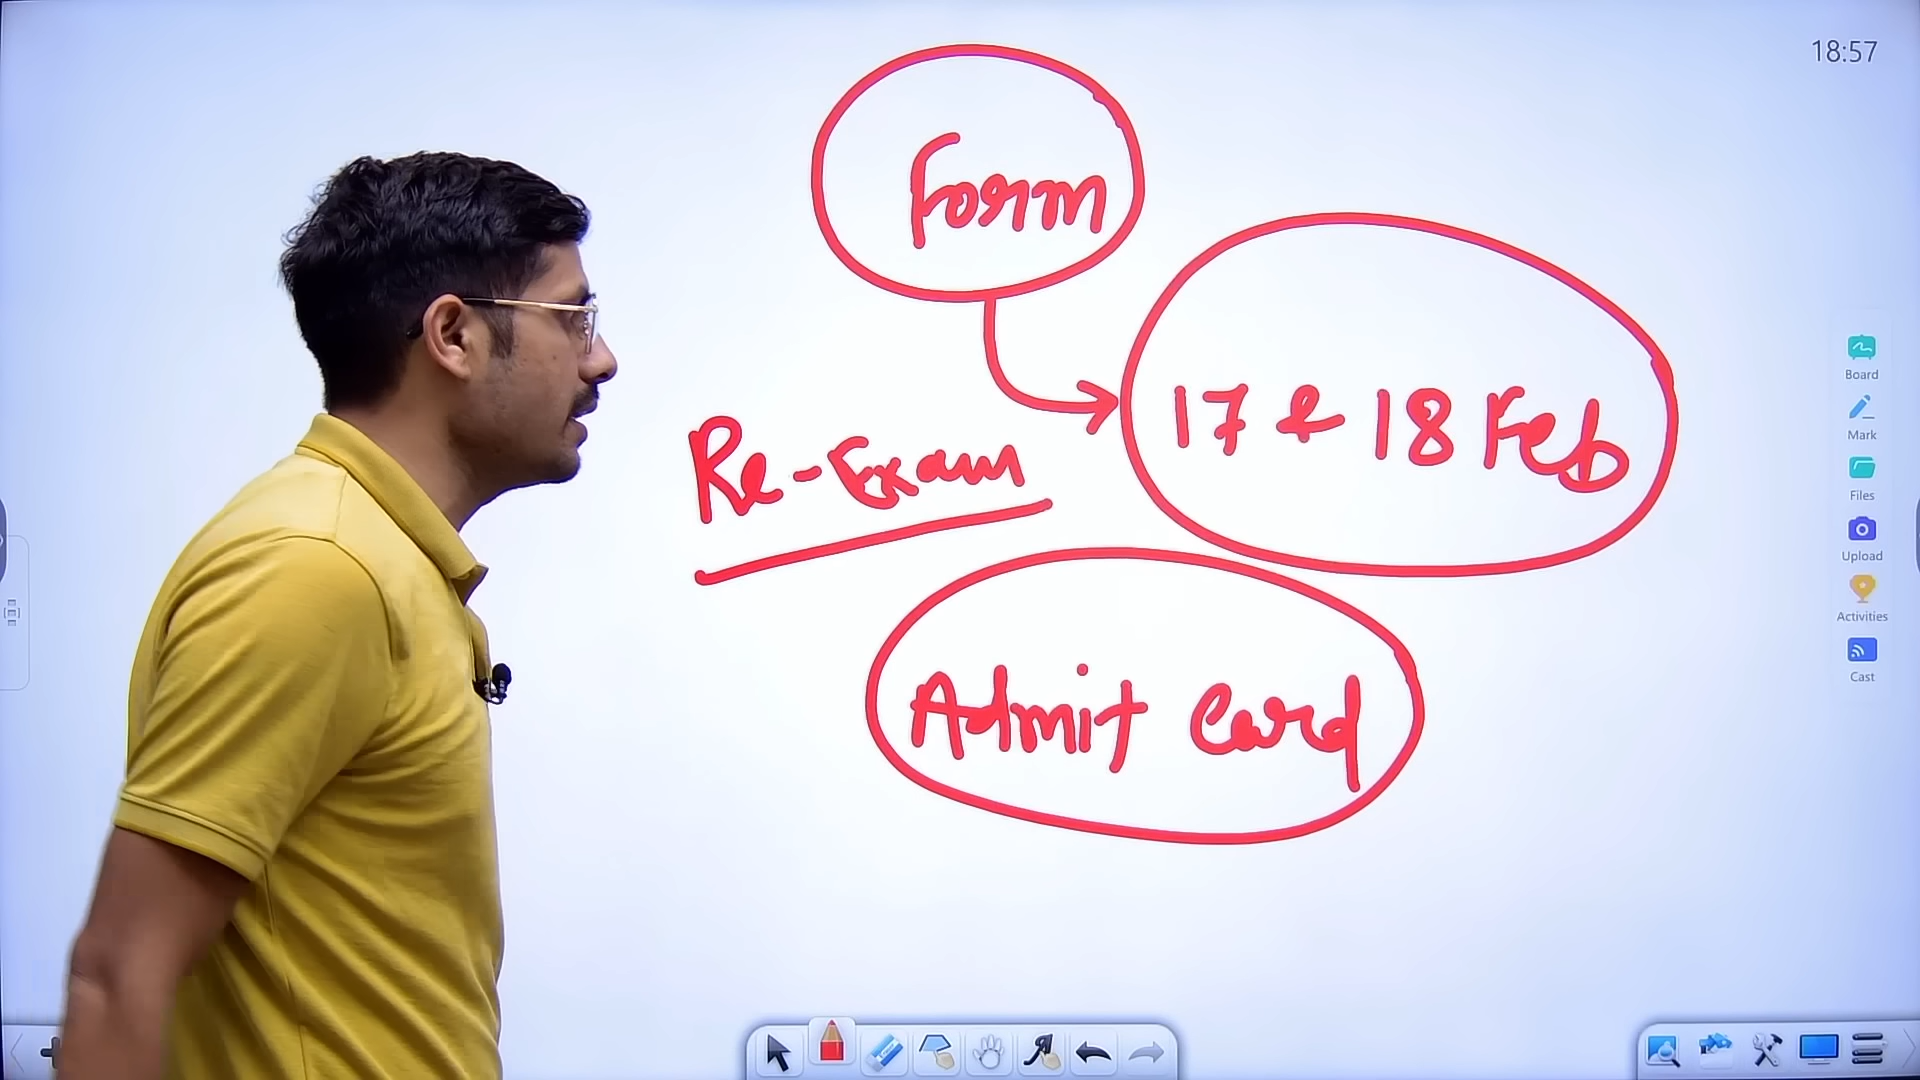 18:57
Form
17 & 18 Feb
Re-Exam
Admit Card
Board
Mark
Files
Upload
Activities
Cast